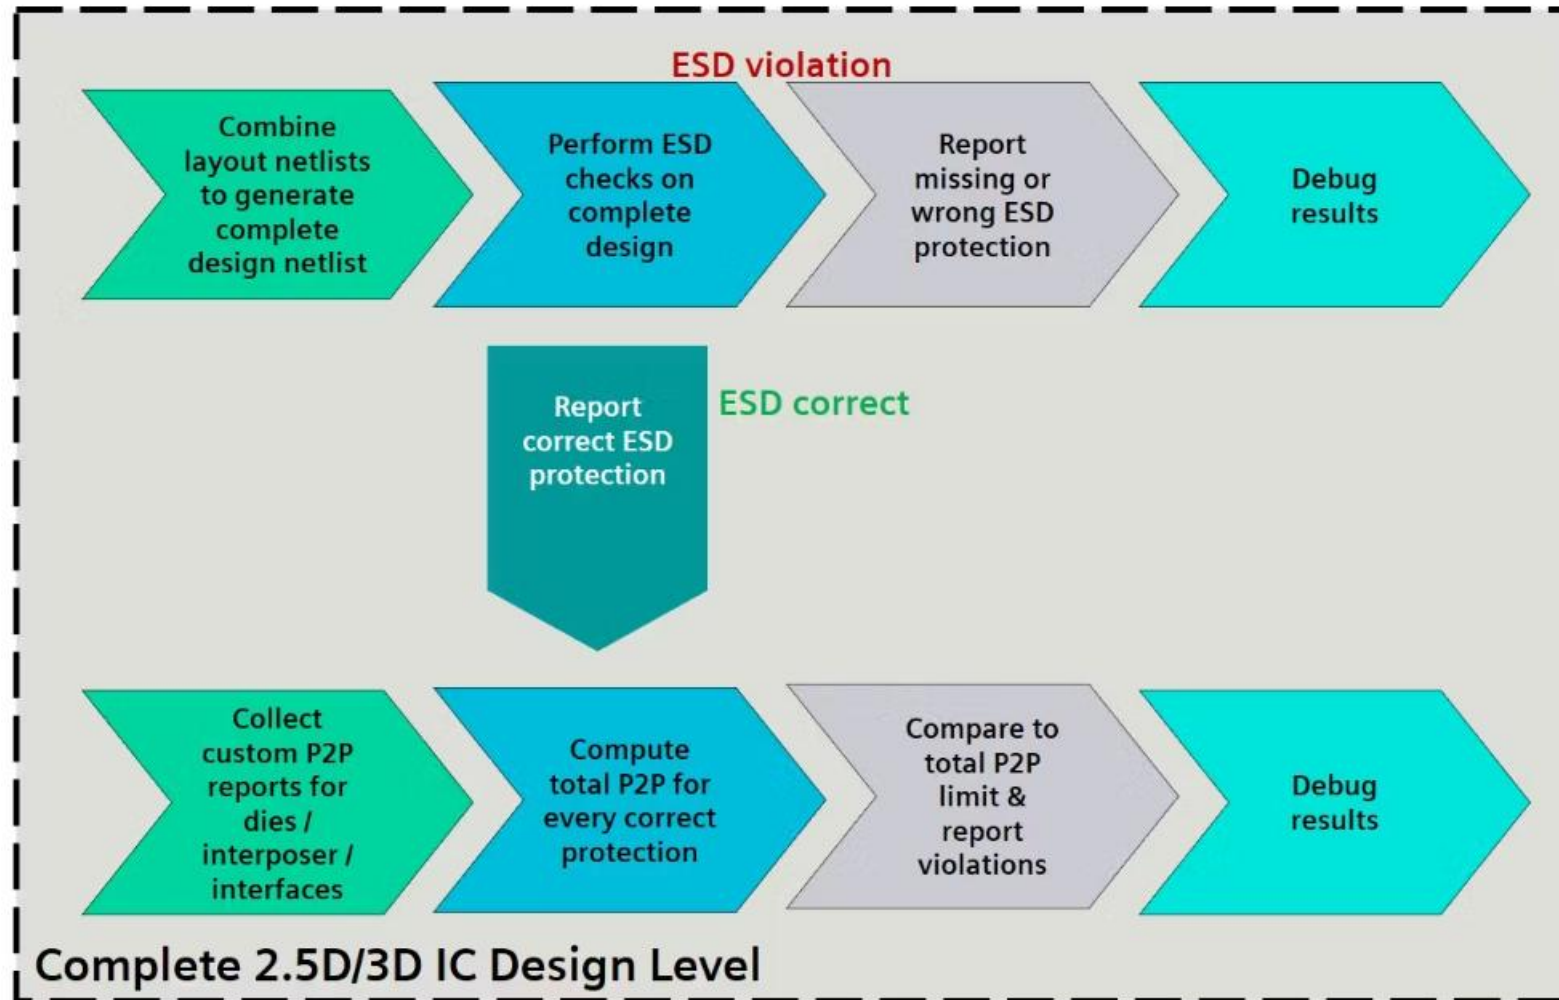 ESD violation
Combine
layout netlists
to generate
complete
design netlist
Perform ESD
checks on
complete
design
Report
missing or
wrong ESD
protection
Debug
results
Report
correct ESD
protection
ESD correct
Collect
custom P2P
reports for
dies /
interposer /
interfaces
Compute
total P2P for
every correct
protection
Compare to
total P2P
limit &
report
violations
Debug
results
Complete 2.5D/3D IC Design Level